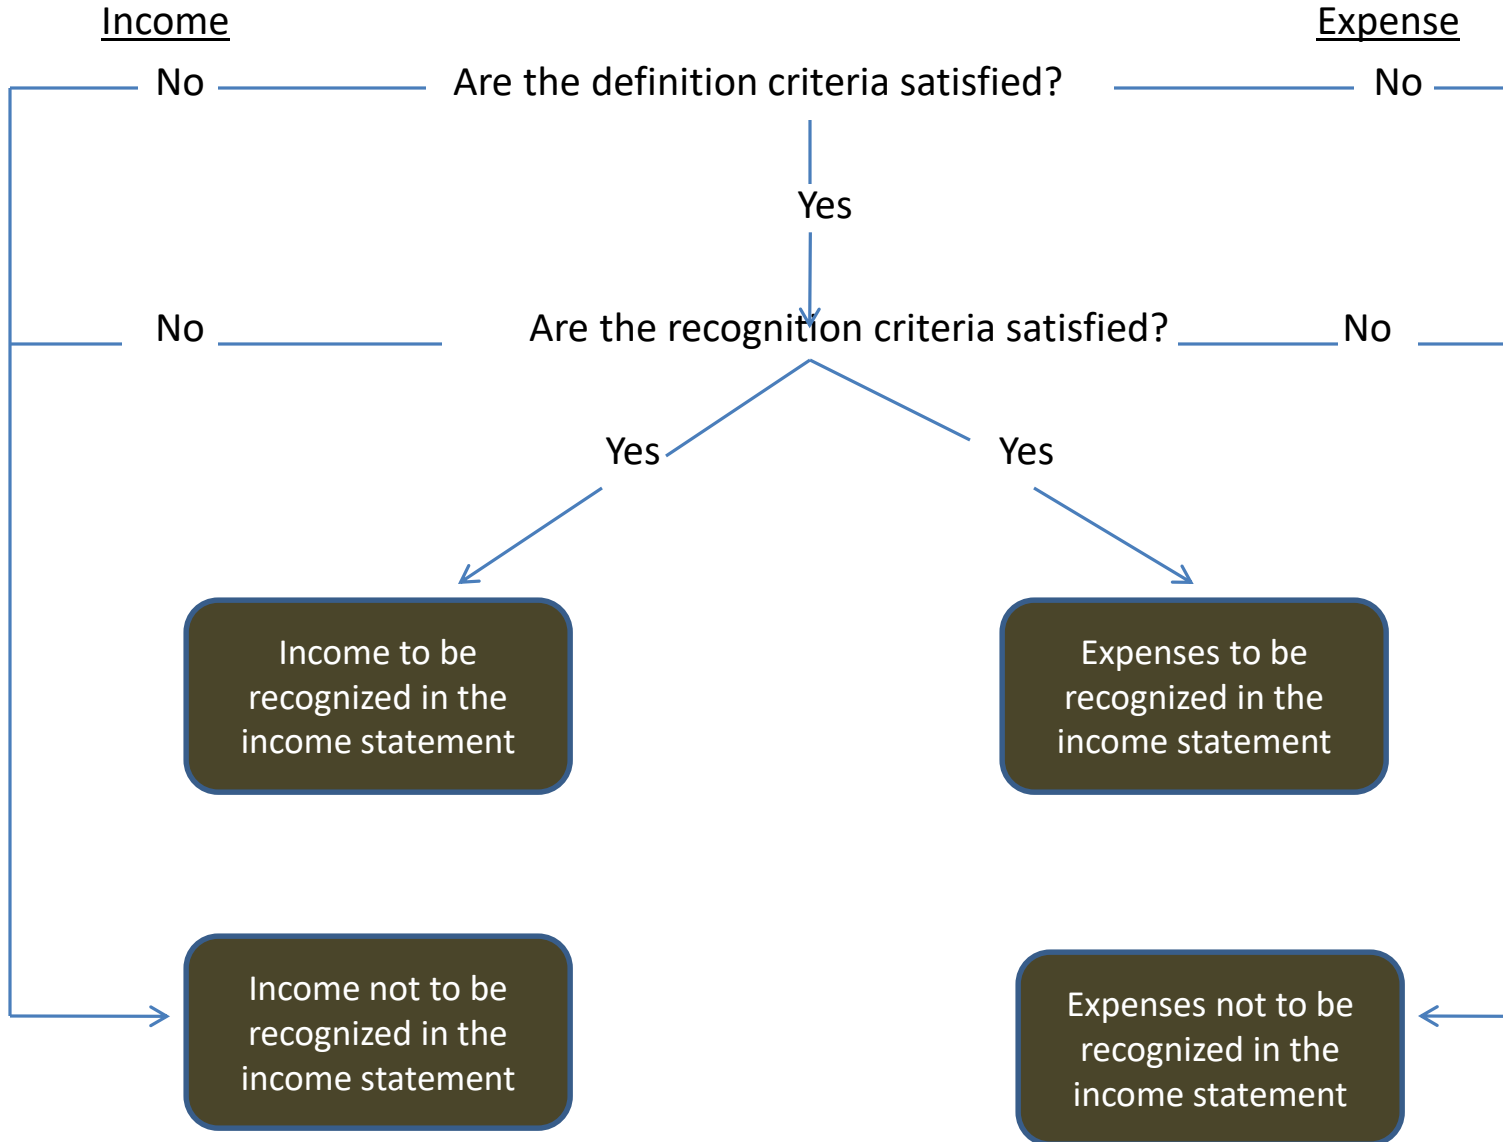 Income
Expense
No
Are the definition criteria satisfied?
No
Yes
No
Are the recognition criteria satisfied?
No
Yes
Yes
Income to be
recognized in the
income statement
Expenses to be
recognized in the
income statement
Income not to be
recognized in the
income statement
Expenses not to be
recognized in the
income statement